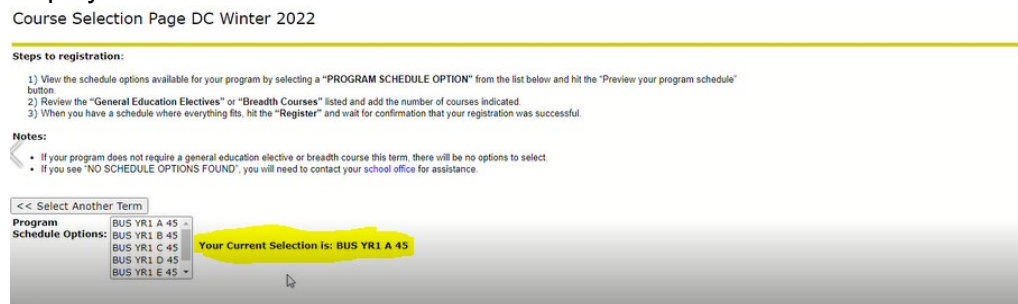 Course Selection Page DC Winter 2022
Steps to registration:
1) View the schedule options available for your program by selecting a “PROGRAM SCHEDULE OPTION” from the list below and hit the “Preview your program schedule”
button.
2) Review the “General Education Electives” or “Breadth Courses” listed and add the number of courses indicated.
3) When you have a schedule where everything fits, hit the “Register” and wait for confirmation that your registration was successful.
Notes:
• If your program does not require a general education elective or breadth course this term, there will be no options to select.
• If you see “NO SCHEDULE OPTIONS FOUND”, you will need to contact your school office for assistance.
<< Select Another Term
Program
Schedule Options:
BUS YR1 A 45
BUS YR1 B 45
BUS YR1 C 45
BUS YR1 D 45
BUS YR1 E 45
Your Current Selection is: BUS YR1 A 45